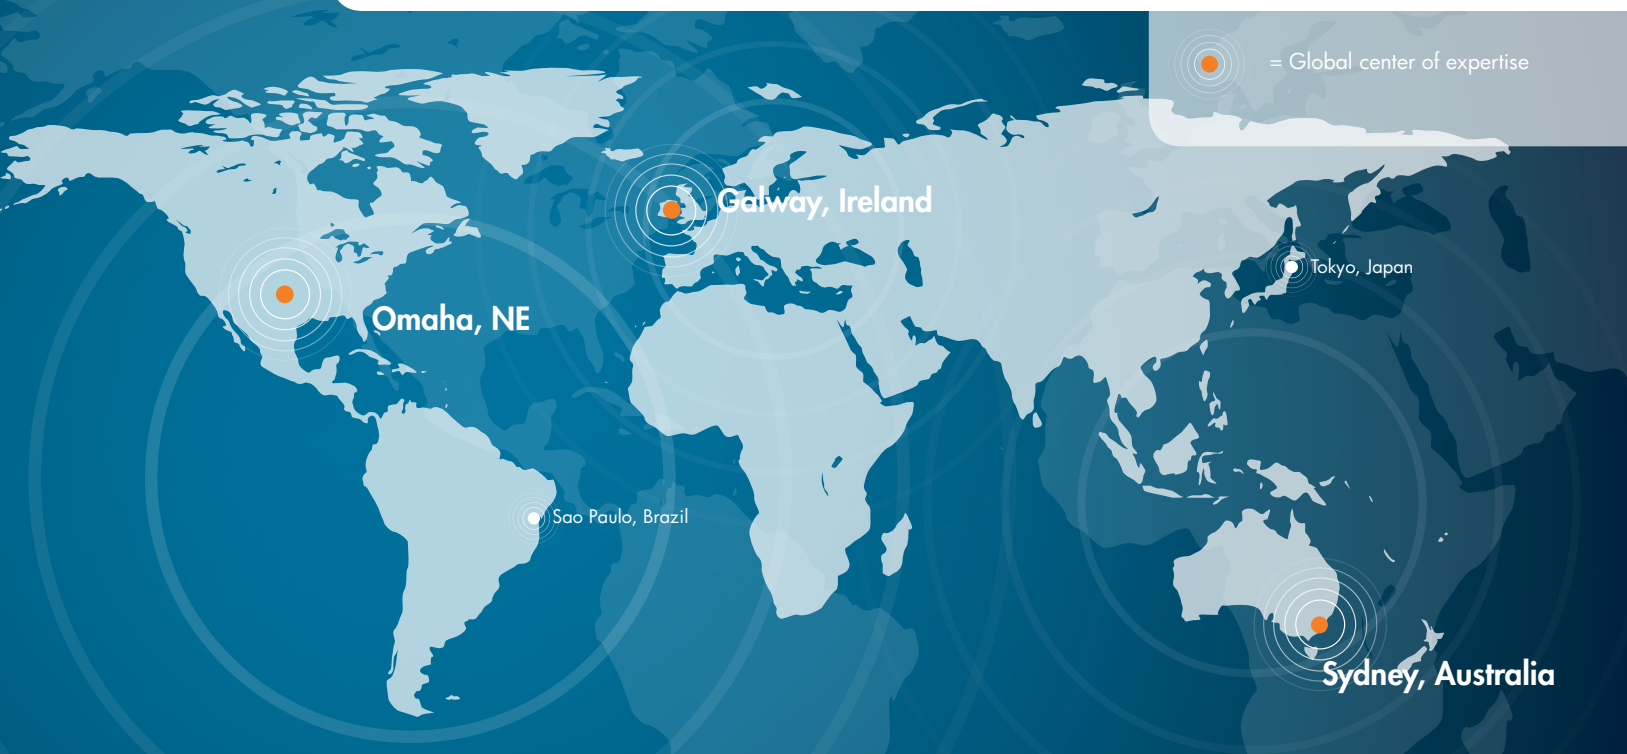 = Global center of expertise
Galway, Ireland
Tokyo, Japan
Omaha, NE
Sao Paulo, Brazil
Sydney, Australia